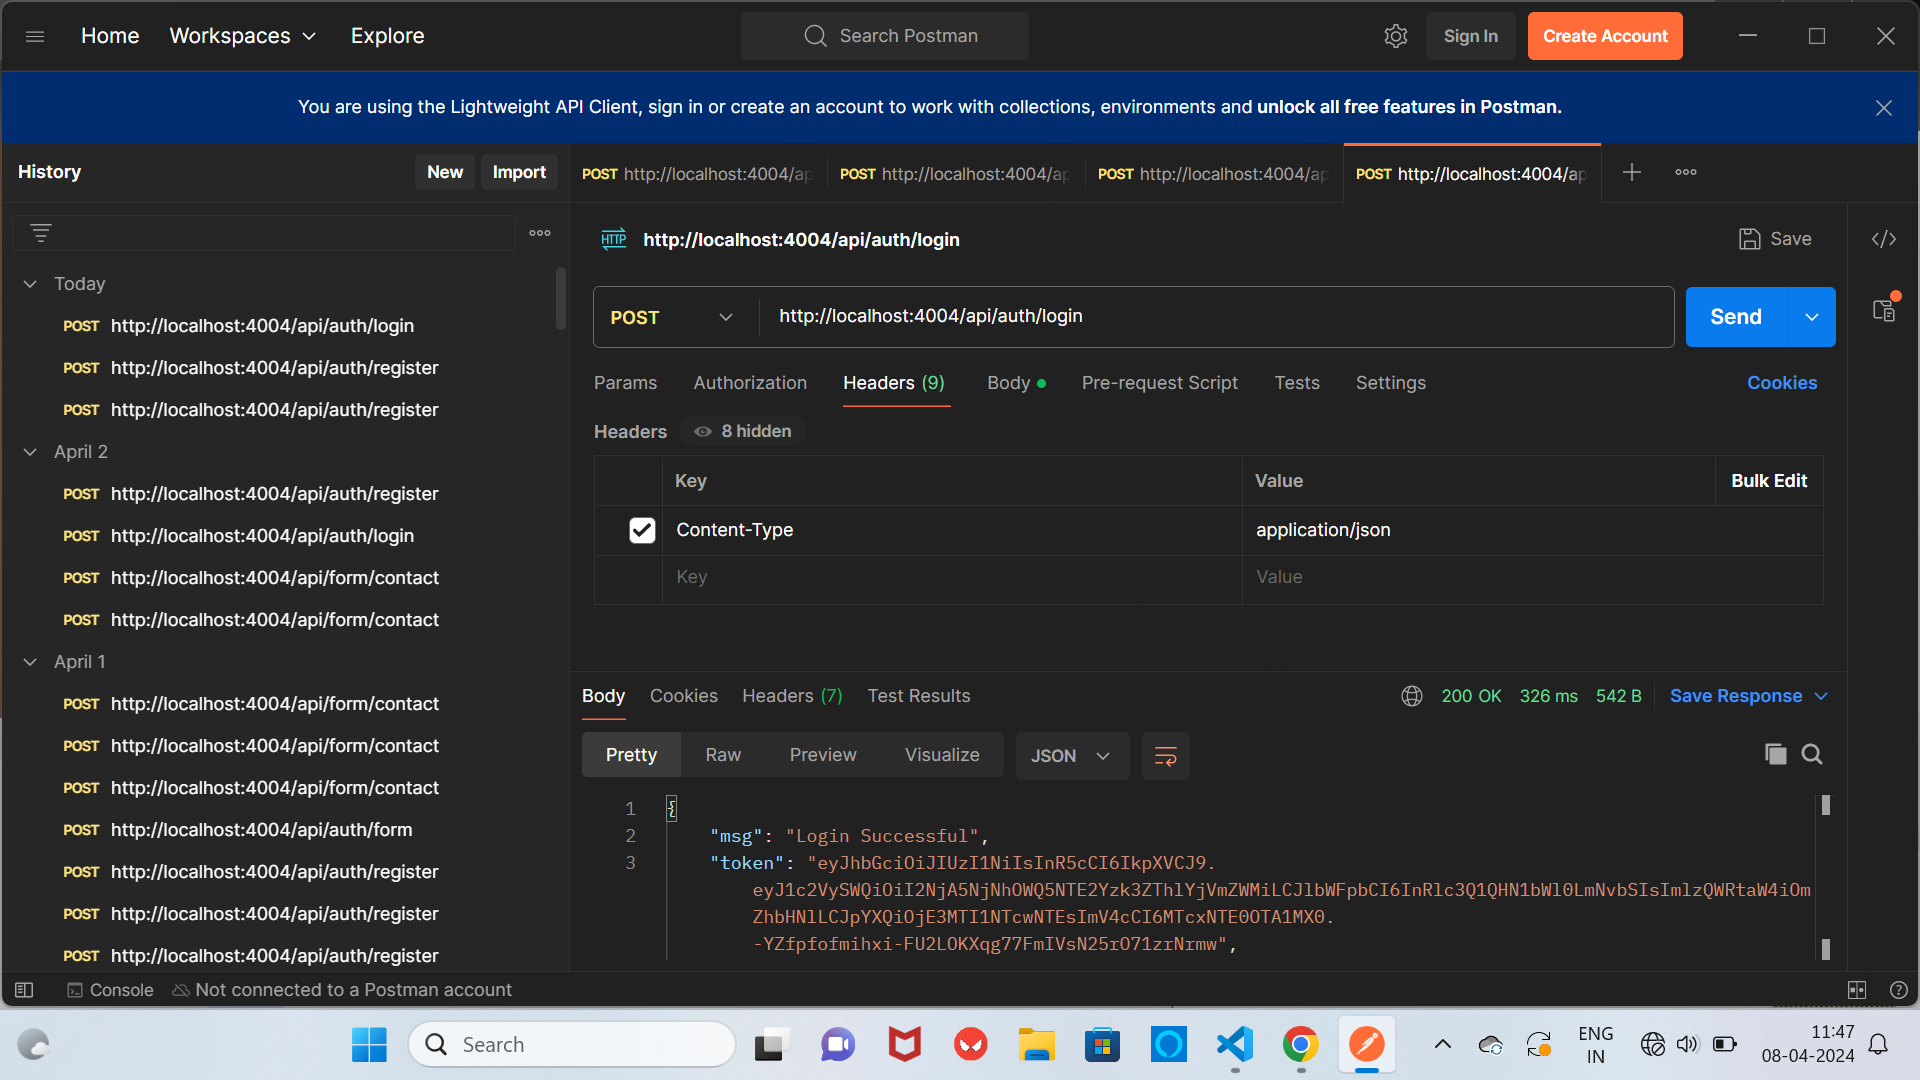 Home Workspaces Explore Search Postman Sign In Create Account
You are using the Lightweight API Client, sign in or create an account to work with collections, environments and unlock all free features in Postman.
History New Import
POST http://localhost:4004/ap POST http://localhost:4004/ap POST http://localhost:4004/ap POST http://localhost:4004/ap
Today
POST http://localhost:4004/api/auth/login
POST http://localhost:4004/api/auth/register
POST http://localhost:4004/api/auth/register
April 2
POST http://localhost:4004/api/auth/register
POST http://localhost:4004/api/auth/login
POST http://localhost:4004/api/form/contact
POST http://localhost:4004/api/form/contact
April 1
POST http://localhost:4004/api/form/contact
POST http://localhost:4004/api/form/contact
POST http://localhost:4004/api/form/contact
POST http://localhost:4004/api/auth/form
POST http://localhost:4004/api/auth/register
POST http://localhost:4004/api/auth/register
POST http://localhost:4004/api/auth/register
HTTP http://localhost:4004/api/auth/login Save
POST http://localhost:4004/api/auth/login Send
Params Authorization Headers (9) Body Pre-request Script Tests Settings Cookies
Headers 8 hidden
Key Value Bulk Edit
Content-Type application/json
Key Value
Body Cookies Headers (7) Test Results 200 OK 326 ms 542 B Save Response
Pretty Raw Preview Visualize JSON
1 {
2 "msg": "Login Successful",
3 "token": "eyJhbGciOiJIUzI1NiIsInR5cCI6IkpXVCJ9.
eyJ1c2VySWQiOiI2NjA5NjNhOWQ5NTE2Yzk3ZThlYjVmZWMiLCJlbWFpbCI6InRlc3Q1QHN1bWl0LmNvbSIsImlzQWRtaW4iOm
ZhbHNlLCJpYXQiOjE3MTI1NTcwNTEsImV4cCI6MTcxNTE0OTA1MX0.
-YZfpfofmihxi-FU2LOKXqg77FmIVsN25rO71zrNrmw",
Console Not connected to a Postman account
Search
ENG
IN
11:47
08-04-2024